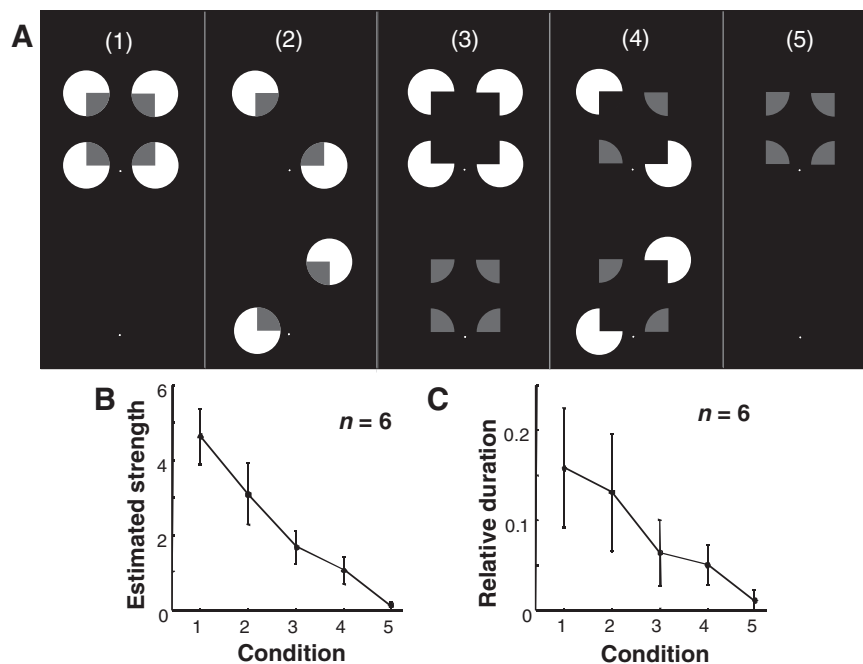 A (1) (2) (3) (4) (5)
B
Estimated strength
6
4
2
0
n = 6
1 2 3 4 5
Condition
C
Relative duration
0.2
0.1
0
n = 6
1 2 3 4 5
Condition